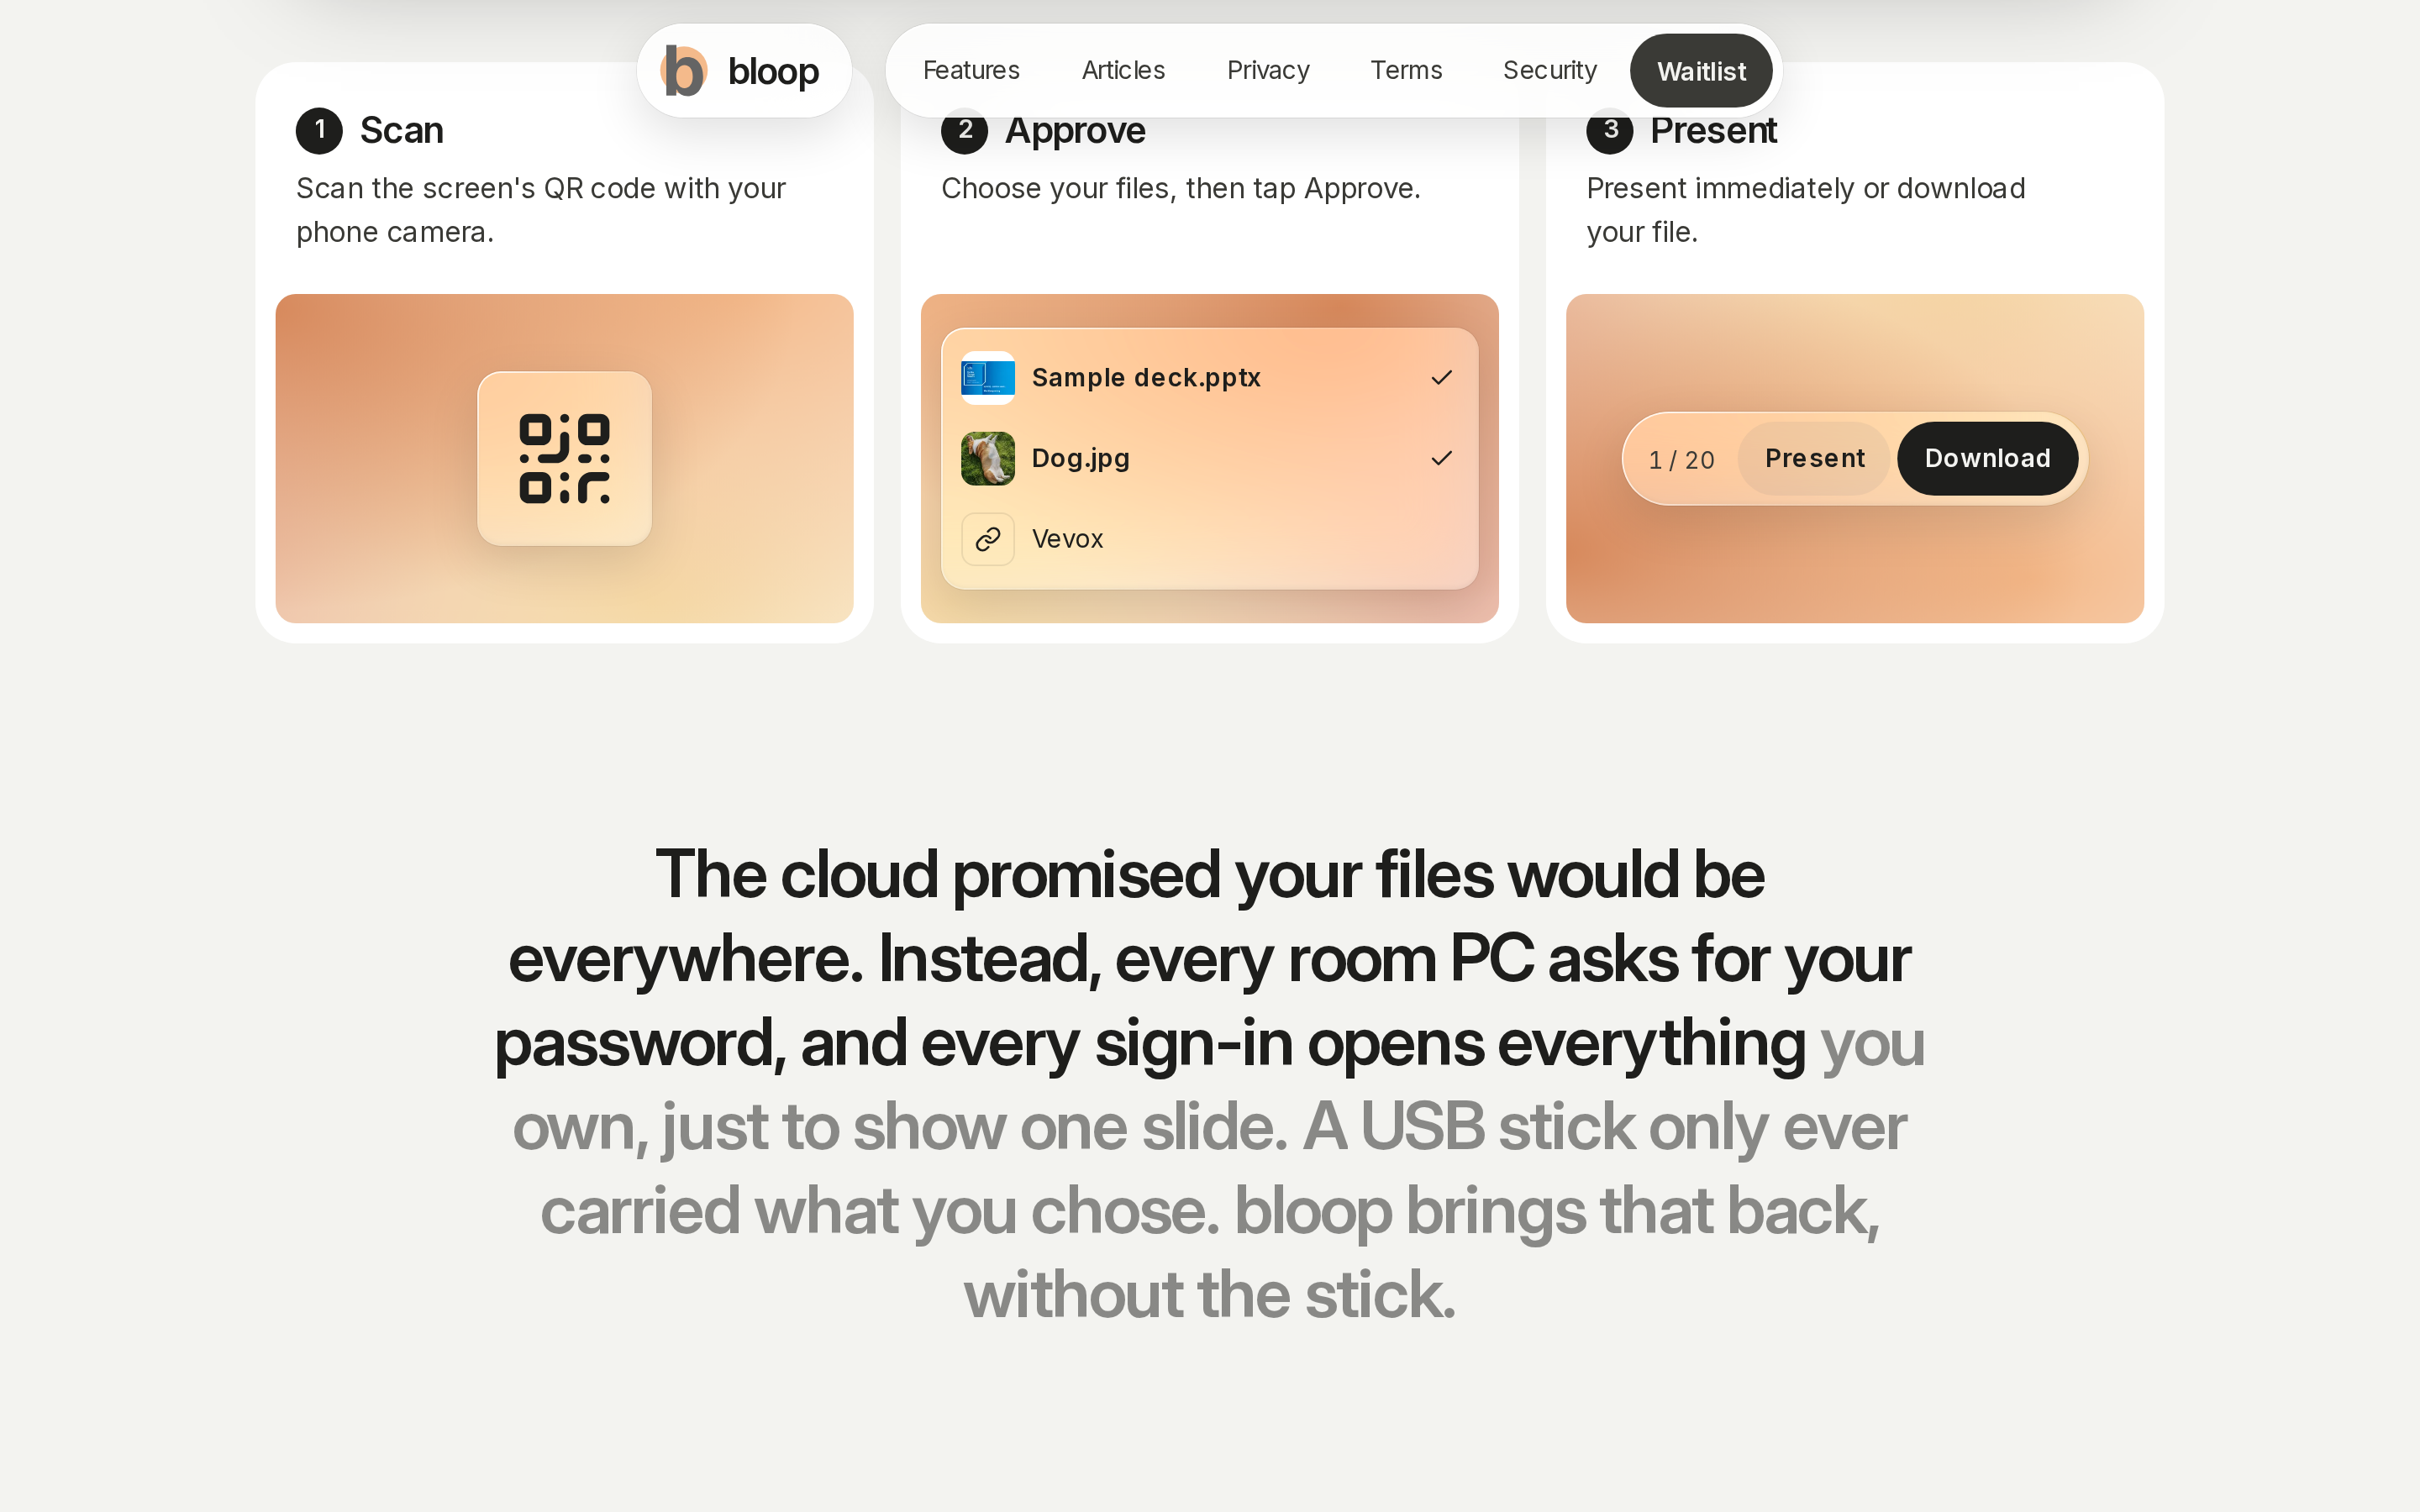 bloop
Features
Articles
Privacy
Terms
Security
Waitlist
1 Scan
Scan the screen's QR code with your
phone camera.
2 Approve
Choose your files, then tap Approve.
Sample deck.pptx
Dog.jpg
Vevox
3 Present
Present immediately or download
your file.
1 / 20
Present
Download
The cloud promised your files would be
everywhere. Instead, every room PC asks for your
password, and every sign-in opens everything you
own, just to show one slide. A USB stick only ever
carried what you chose. bloop brings that back,
without the stick.